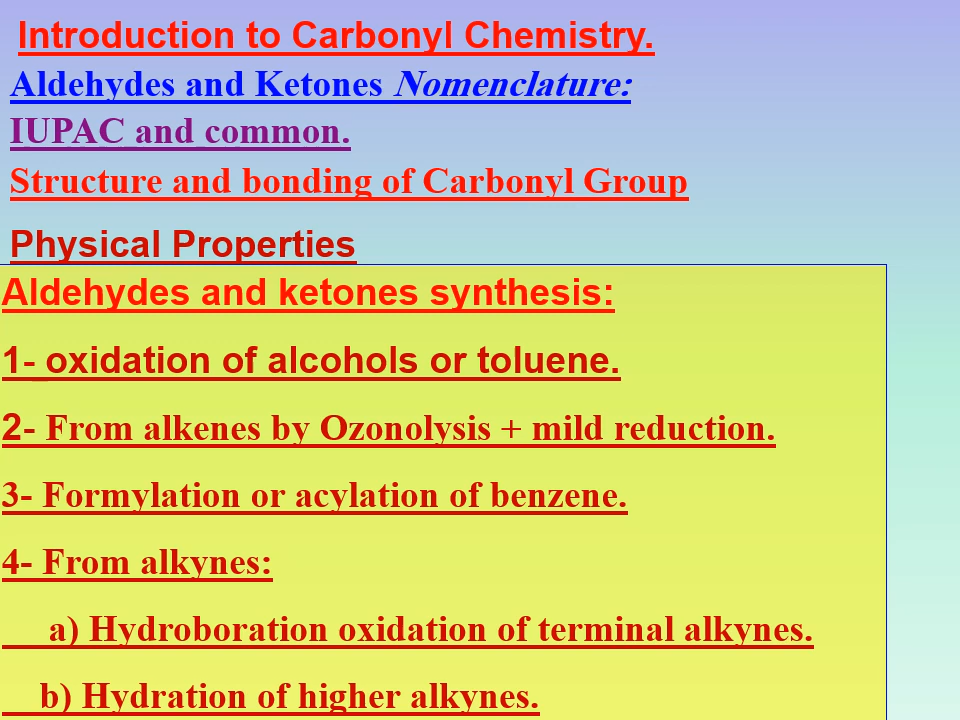 Introduction to Carbonyl Chemistry.
Aldehydes and Ketones Nomenclature:
IUPAC and common.
Structure and bonding of Carbonyl Group
Physical Properties
Aldehydes and ketones synthesis:
1- oxidation of alcohols or toluene.
2- From alkenes by Ozonolysis + mild reduction.
3- Formylation or acylation of benzene.
4- From alkynes:
a) Hydroboration oxidation of terminal alkynes.
b) Hydration of higher alkynes.